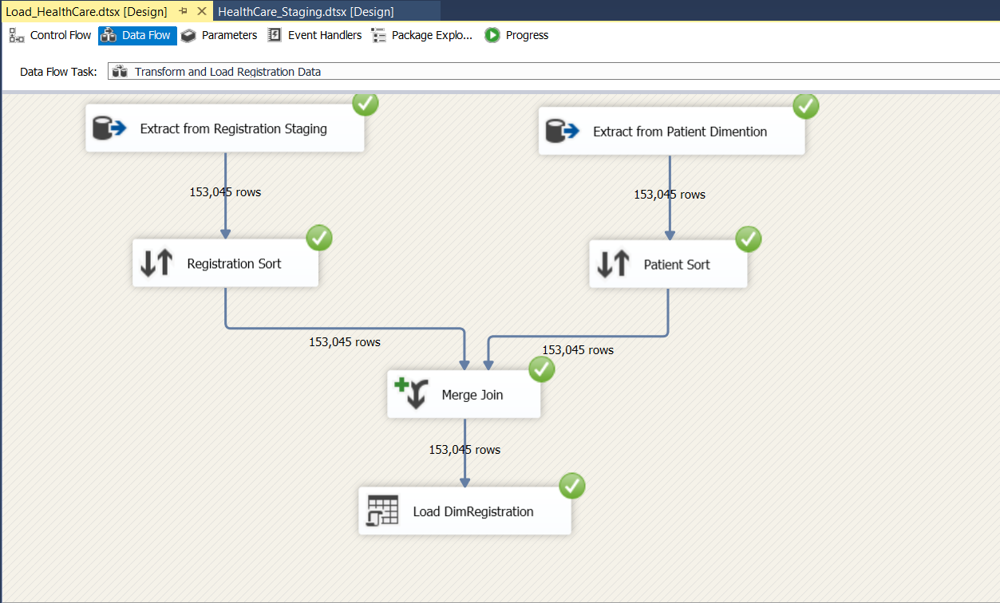 Load_HealthCare.dtsx [Design] HealthCare_Staging.dtsx [Design]
Control Flow Data Flow Parameters Event Handlers Package Explo... Progress
Data Flow Task: Transform and Load Registration Data
Extract from Registration Staging
Extract from Patient Dimention
153,045 rows
153,045 rows
Registration Sort
Patient Sort
153,045 rows
153,045 rows
Merge Join
153,045 rows
Load DimRegistration